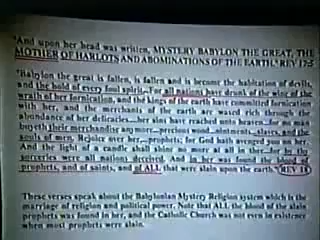 "And upon her head was written, MYSTERY BABYLON THE GREAT, THE
MOTHER OF HARLOTS AND ABOMINATIONS OF THE EARTH." REV 17:5
"Babylon the great is fallen, is fallen and is become the habitation of devils,
and the hold of every foul spirit...For all nations have drunk of the wine of the
wrath of her fornication, and the kings of the earth have committed fornication
with her, and the merchants of the earth are waxed rich through the
abundance of her delicacies...her sins have reached unto heaven...for no man
buyeth their merchandise any more...precious wood...ointments...slaves, and the
souls of men. Rejoice over her,...prophets; for God hath avenged you on her.
And the light of a candle shall shine no more at all in thee...for by thy
sorceries were all nations deceived. And in her was found the blood of
prophets, and of saints, and of ALL that were slain upon the earth." REV 18
These verses speak about the Babylonian Mystery Religion system which is the
marriage of religion and political power. Note that ALL the blood of the slain
prophets was found in her, and the Catholic Church was not even in existence
when most prophets were slain.